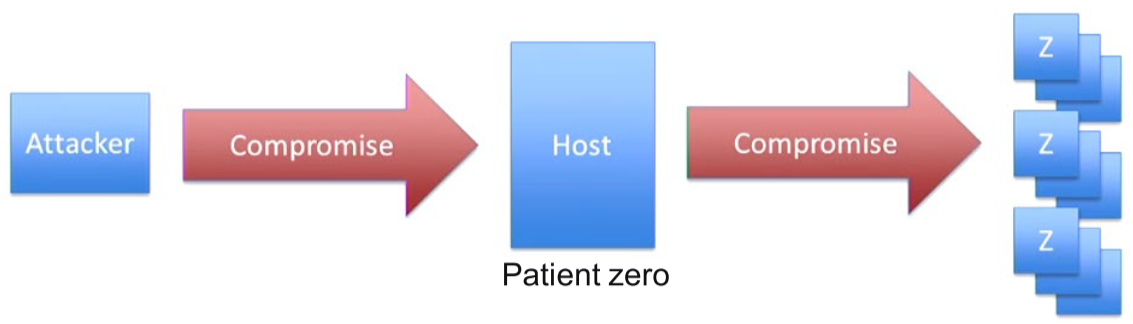 Attacker
Compromise
Host
Patient zero
Compromise
Z
Z
Z